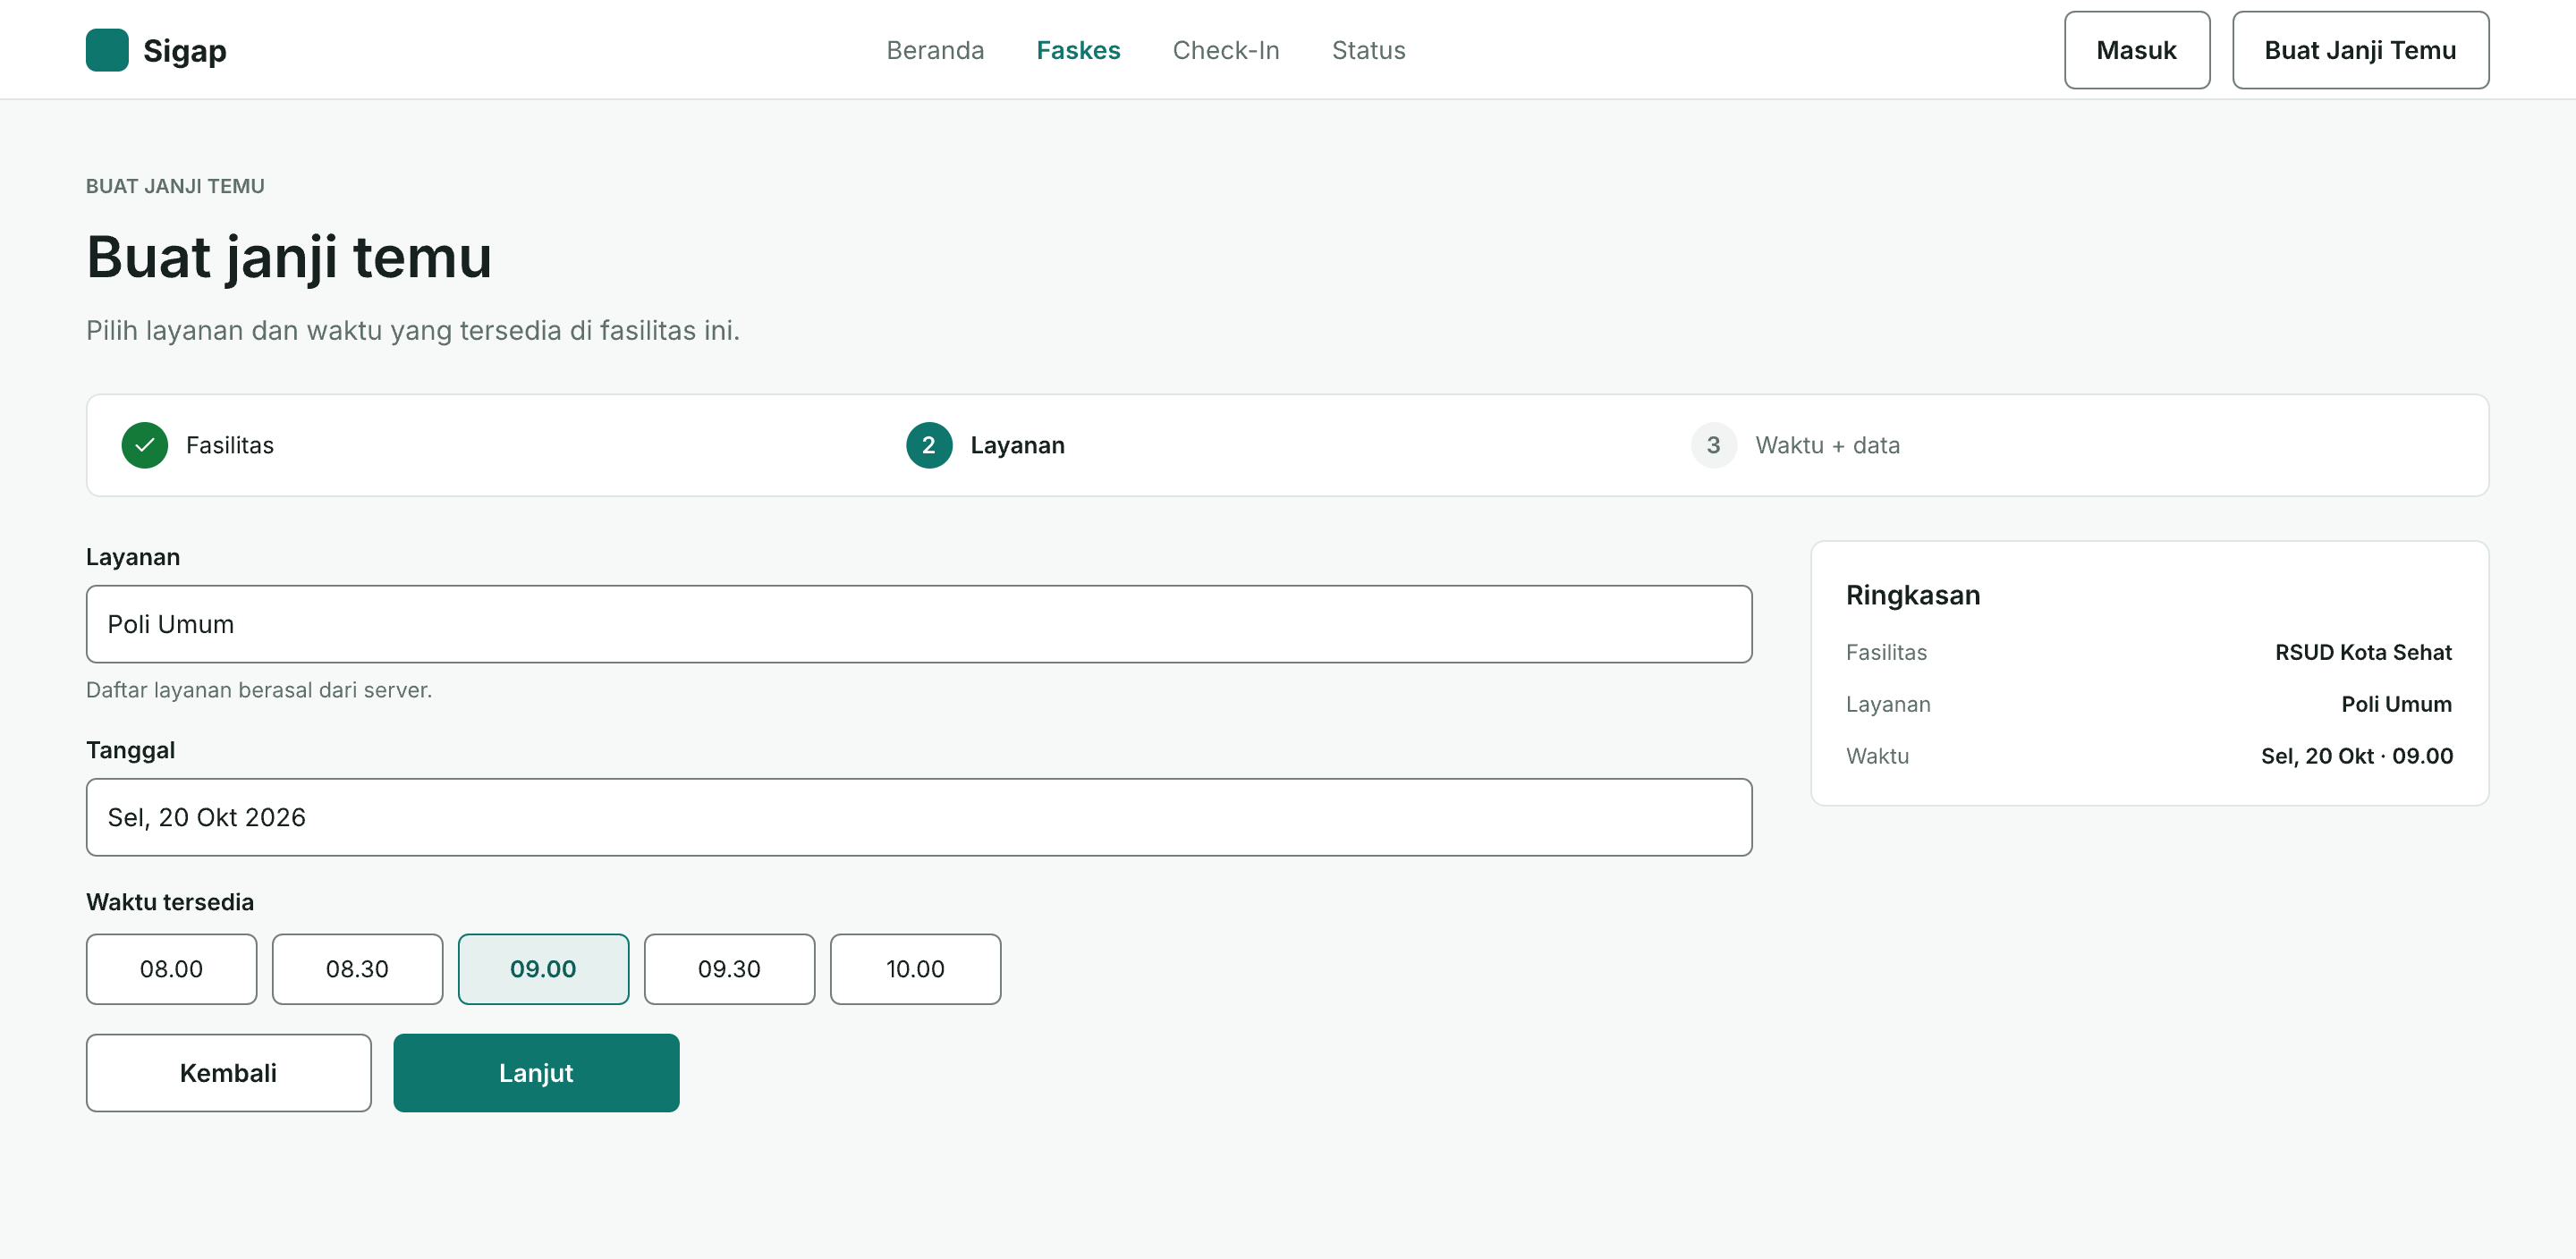 Sigap
Beranda Faskes Check-In Status
Masuk Buat Janji Temu
BUAT JANJI TEMU
Buat janji temu
Pilih layanan dan waktu yang tersedia di fasilitas ini.
Fasilitas 2 Layanan 3 Waktu + data
Layanan
Poli Umum
Daftar layanan berasal dari server.
Tanggal
Sel, 20 Okt 2026
Waktu tersedia
08.00 08.30 09.00 09.30 10.00
Kembali Lanjut
Ringkasan
Fasilitas RSUD Kota Sehat
Layanan Poli Umum
Waktu Sel, 20 Okt · 09.00